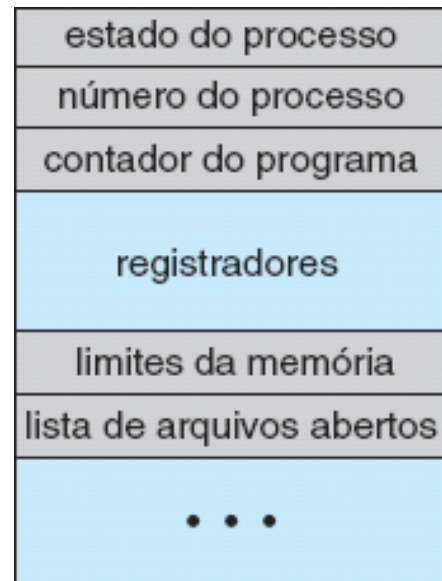 estado do processo
número do processo
contador do programa
registradores
limites da memória
lista de arquivos abertos
• • •